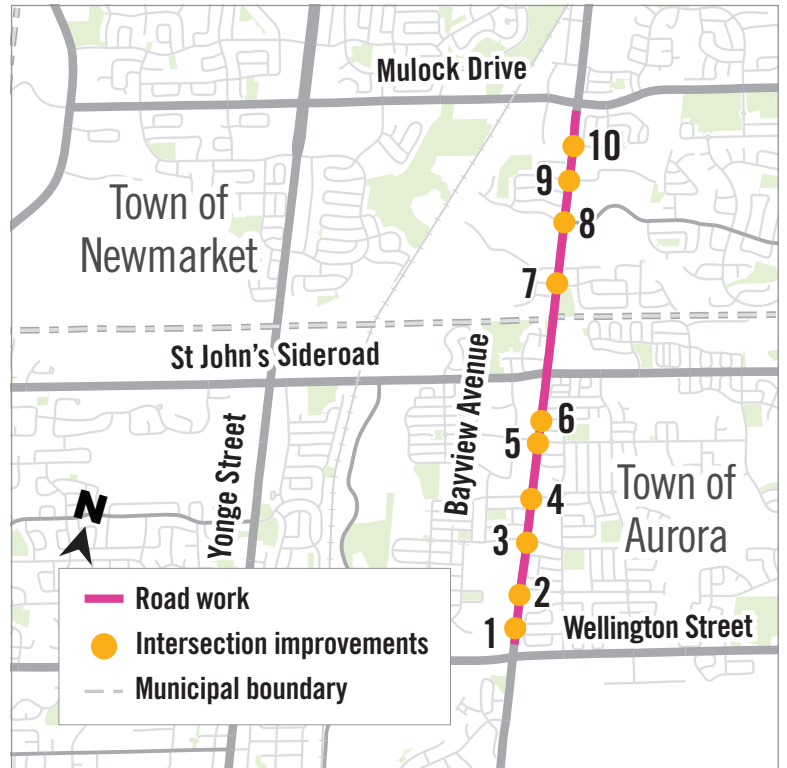 Mulock Drive
10
9
8
Town of
Newmarket
7
St John's Sideroad
Bayview Avenue
6
5
Yonge Street
4
Town of
Aurora
3
2
1
Wellington Street
N
Road work
Intersection improvements
Municipal boundary